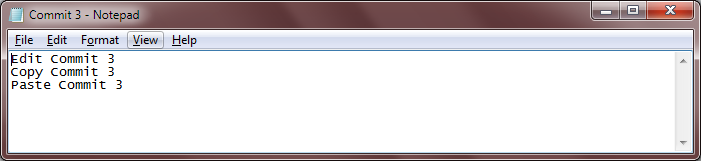 Commit 3 - Notepad
File Edit Format View Help
Edit Commit 3
Copy Commit 3
Paste Commit 3